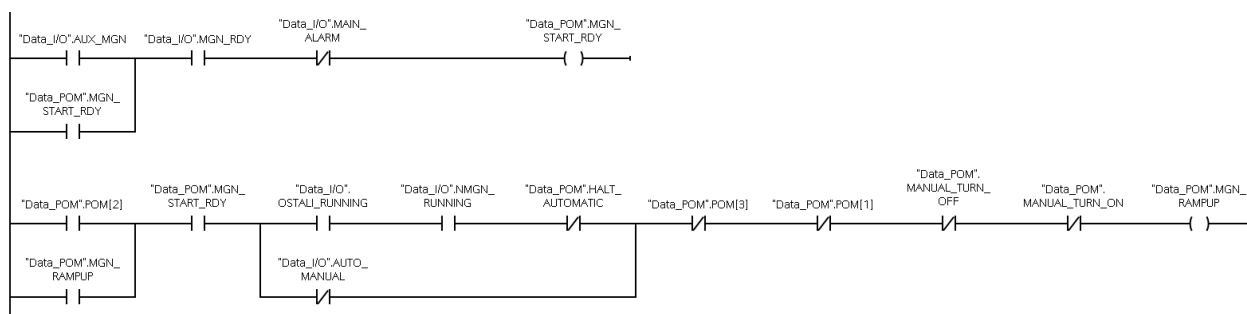 "Data_I/O".AUX_MGN
"Data_I/O".MGN_RDY
"Data_I/O".MAIN_
ALARM
"Data_POM".MGN_
START_RDY
"Data_POM".MGN_
START_RDY
"Data_POM".POM[2]
"Data_POM".MGN_
START_RDY
"Data_I/O".
OSTALI_RUNNING
"Data_I/O".NMGN_
RUNNING
"Data_POM".HALT_
AUTOMATIC
"Data_POM".POM[3]
"Data_POM".POM[1]
"Data_POM".
MANUAL_TURN_
OFF
"Data_POM".
MANUAL_TURN_ON
"Data_POM".MGN_
RAMPUP
"Data_POM".MGN_
RAMPUP
"Data_I/O".AUTO_
MANUAL